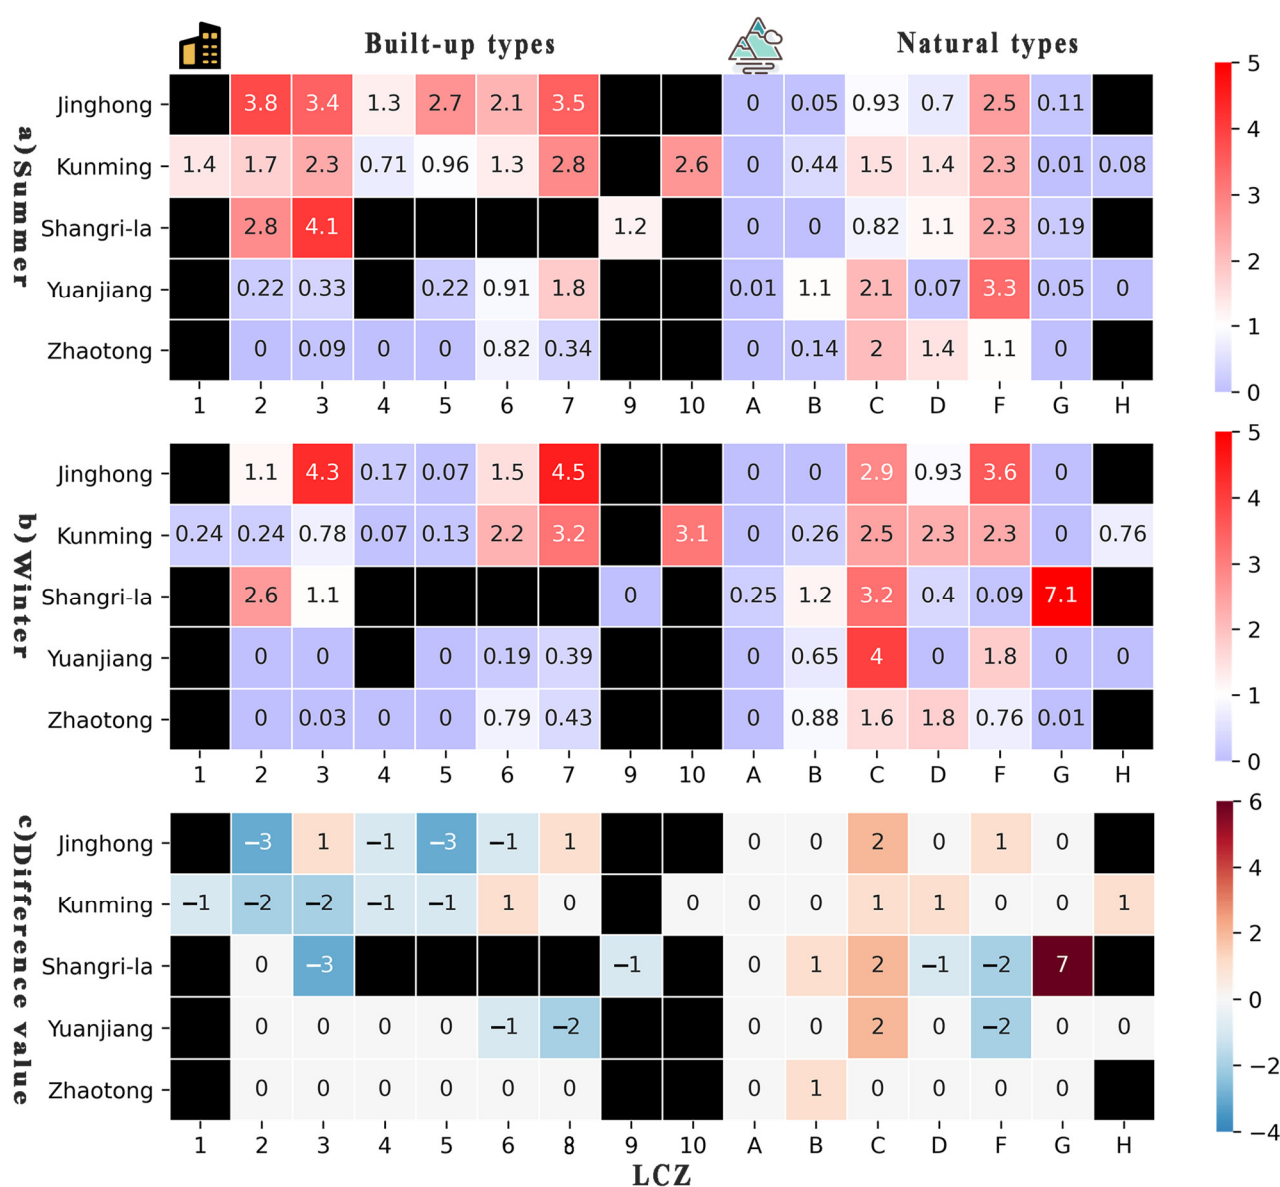 Built-up types Natural types
a)Summer
Jinghong 3.8 3.4 1.3 2.7 2.1 3.5 0 0.05 0.93 0.7 2.5 0.11
Kunming 1.4 1.7 2.3 0.71 0.96 1.3 2.8 2.6 0 0.44 1.5 1.4 2.3 0.01 0.08
Shangri-la 2.8 4.1 1.2 0 0 0.82 1.1 2.3 0.19
Yuanjiang 0.22 0.33 0.22 0.91 1.8 0.01 1.1 2.1 0.07 3.3 0.05 0
Zhaotong 0 0.09 0 0 0.82 0.34 0 0.14 2 1.4 1.1 0
1 2 3 4 5 6 7 9 10 A B C D F G H
5
4
3
2
1
0
b)Winter
Jinghong 1.1 4.3 0.17 0.07 1.5 4.5 0 0 2.9 0.93 3.6 0
Kunming 0.24 0.24 0.78 0.07 0.13 2.2 3.2 3.1 0 0.26 2.5 2.3 2.3 0 0.76
Shangri-la 2.6 1.1 0 0.25 1.2 3.2 0.4 0.09 7.1
Yuanjiang 0 0 0 0.19 0.39 0 0.65 4 0 1.8 0 0
Zhaotong 0 0.03 0 0 0.79 0.43 0 0.88 1.6 1.8 0.76 0.01
1 2 3 4 5 6 7 9 10 A B C D F G H
5
4
3
2
1
0
c)Difference value
Jinghong −3 1 −1 −3 −1 1 0 0 2 0 1 0
Kunming −1 −2 −2 −1 −1 1 0 0 0 0 1 1 0 0 1
Shangri-la 0 −3 −1 0 1 2 −1 −2 7
Yuanjiang 0 0 0 0 −1 −2 0 0 2 0 −2 0 0
Zhaotong 0 0 0 0 0 0 0 1 0 0 0 0
1 2 3 4 5 6 8 9 10 A B C D F G H
6
4
2
0
−2
−4
LCZ